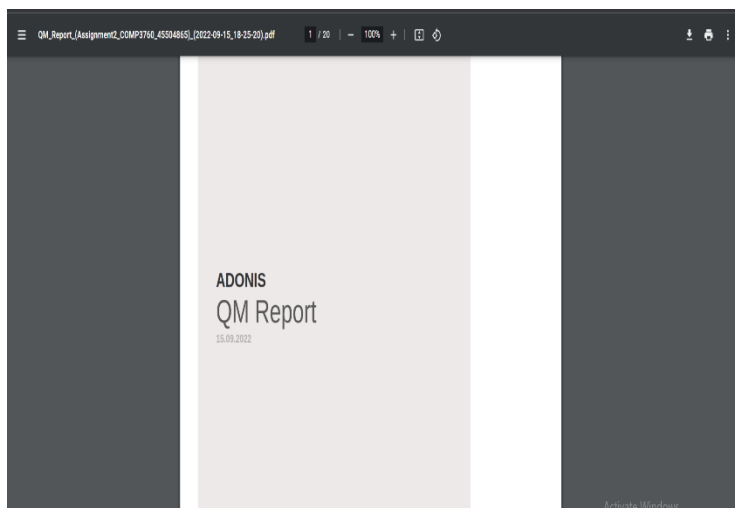 QM_Report_(Assignment2_COMP3760_45504865)_(2022-09-15_18-25-20).pdf 1 / 20 | − 100% + |
ADONIS
QM Report
15.09.2022
Activate Windows